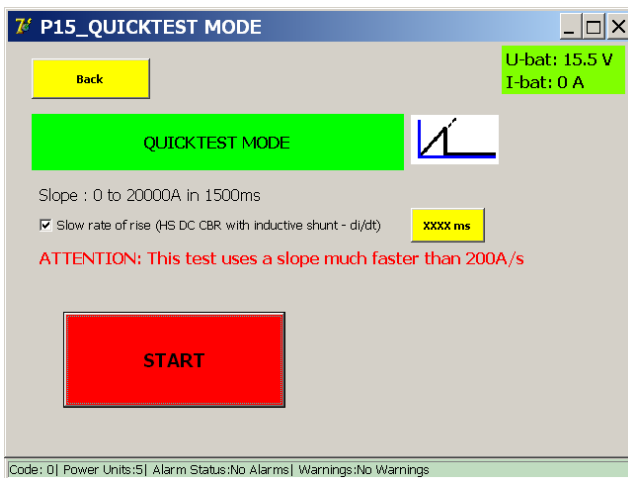 P15_QUICKTEST MODE
U-bat: 15.5 V
I-bat: 0 A
Back
QUICKTEST MODE
Slope : 0 to 20000A in 1500ms
Slow rate of rise (HS DC CBR with inductive shunt - di/dt)
XXXX ms
ATTENTION: This test uses a slope much faster than 200A/s
START
Code: 0| Power Units:5| Alarm Status:No Alarms| Warnings:No Warnings